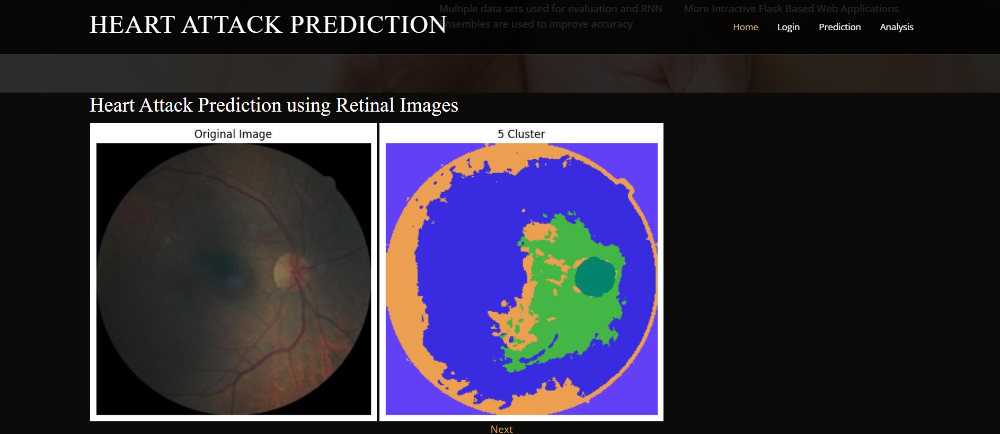 Multiple data sets used for evaluation and RNN
More Intractive Flask Based Web Applications
HEART ATTACK PREDICTION
Ensembles are used to improve accuracy
Home
Login
Prediction
Analysis
Heart Attack Prediction using Retinal Images
Original Image
5 Cluster
Next